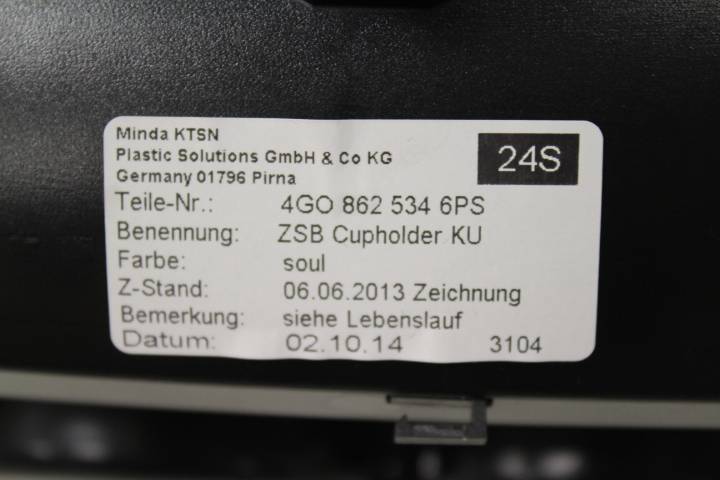 Minda KTSN
Plastic Solutions GmbH & Co KG
Germany 01796 Pirna
24S
Teile-Nr.: 4GO 862 534 6PS
Benennung: ZSB Cupholder KU
Farbe: soul
Z-Stand: 06.06.2013 Zeichnung
Bemerkung: siehe Lebenslauf
Datum: 02.10.14 3104